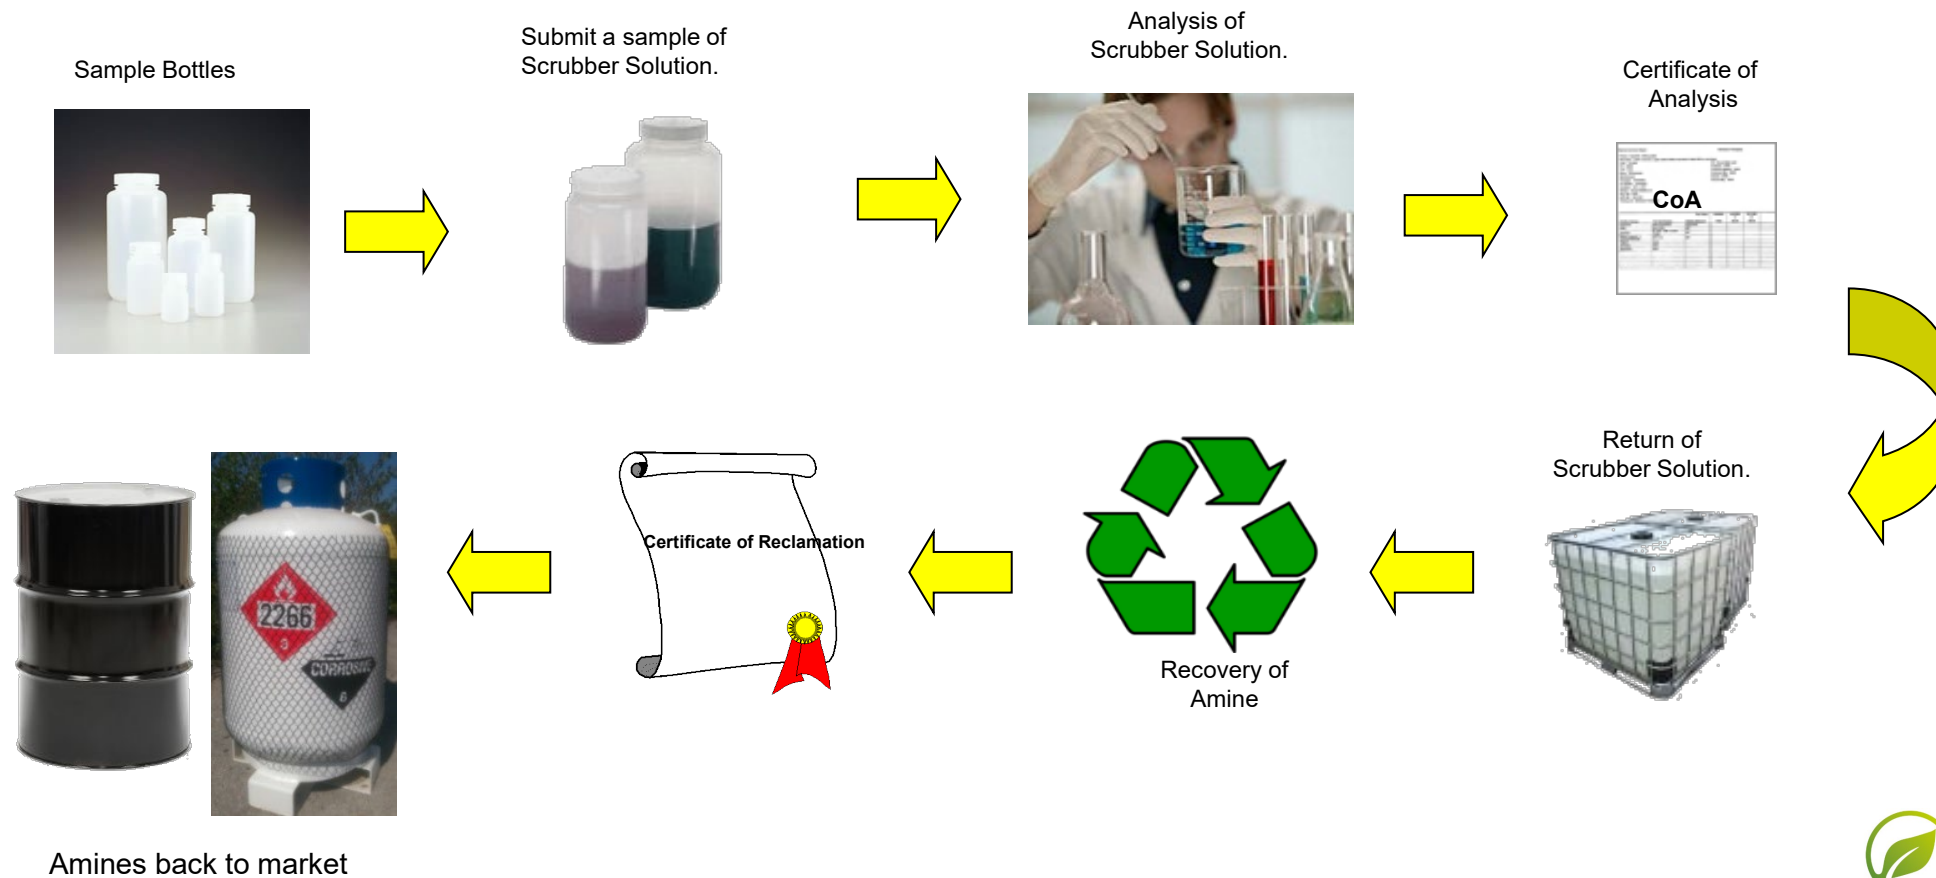 Sample Bottles
Submit a sample of
Scrubber Solution.
Analysis of
Scrubber Solution.
Certificate of
Analysis
CoA
Return of
Scrubber Solution.
Recovery of
Amine
Certificate of Reclamation
2266
3
CORROSIVE
Amines back to market